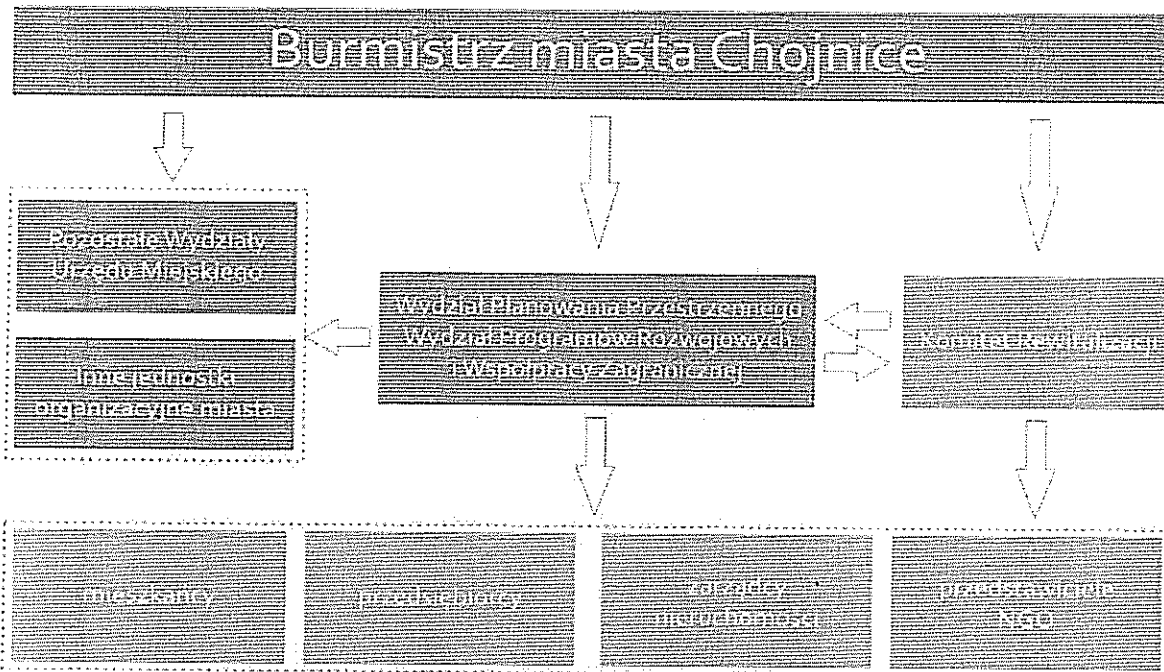 Burmistrz miasta Chojnice
Pozostałe Wydziały
Urzędu Miejskiego
Inne jednostki
organizacyjne miasta
Wydział Planowania Przestrzennego
Wydział Programów Rozwojowych
i Współpracy Zagranicznej
Komitet Rewitalizacji
mieszkańcy
przedsiębiorcy
zarządcy
nieruchomości
przedstawiciele
NGO